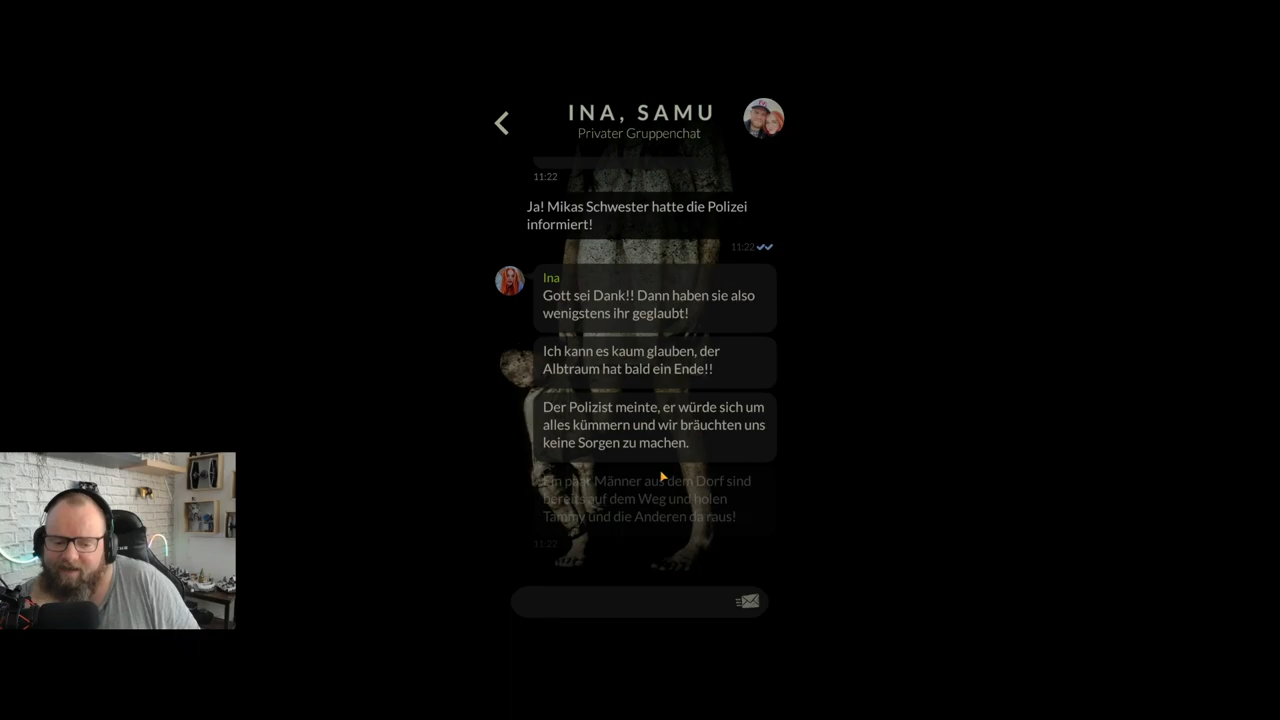 INA, SAMU
Privater Gruppenchat
11:22
Ja! Mikas Schwester hatte die Polizei
informiert!
11:22
Ina
Gott sei Dank!! Dann haben sie also
wenigstens ihr geglaubt!
Ich kann es kaum glauben, der
Albtraum hat bald ein Ende!!
Der Polizist meinte, er würde sich um
alles kümmern und wir bräuchten uns
keine Sorgen zu machen.
Ein paar Männer aus dem Dorf sind
bereits auf dem Weg und holen
Tammy und die Anderen da raus!
11:22